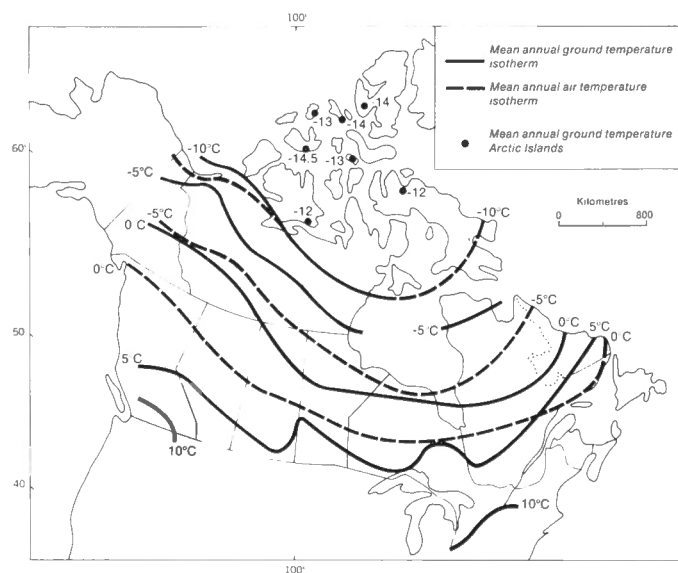 100'
Mean annual ground temperature
isotherm
Mean annual air temperature
isotherm
Mean annual ground temperature
Arctic Islands
Kilometres
0 800
-14
-13
-14
60'
-10°C
-14.5
-13
-5°C
-12
-12
-10°C
-5°C
0 C
0°C
-5°C
0°C
5°C
0°C
50
-5°C
5 C
10°C
40
10°C
100'